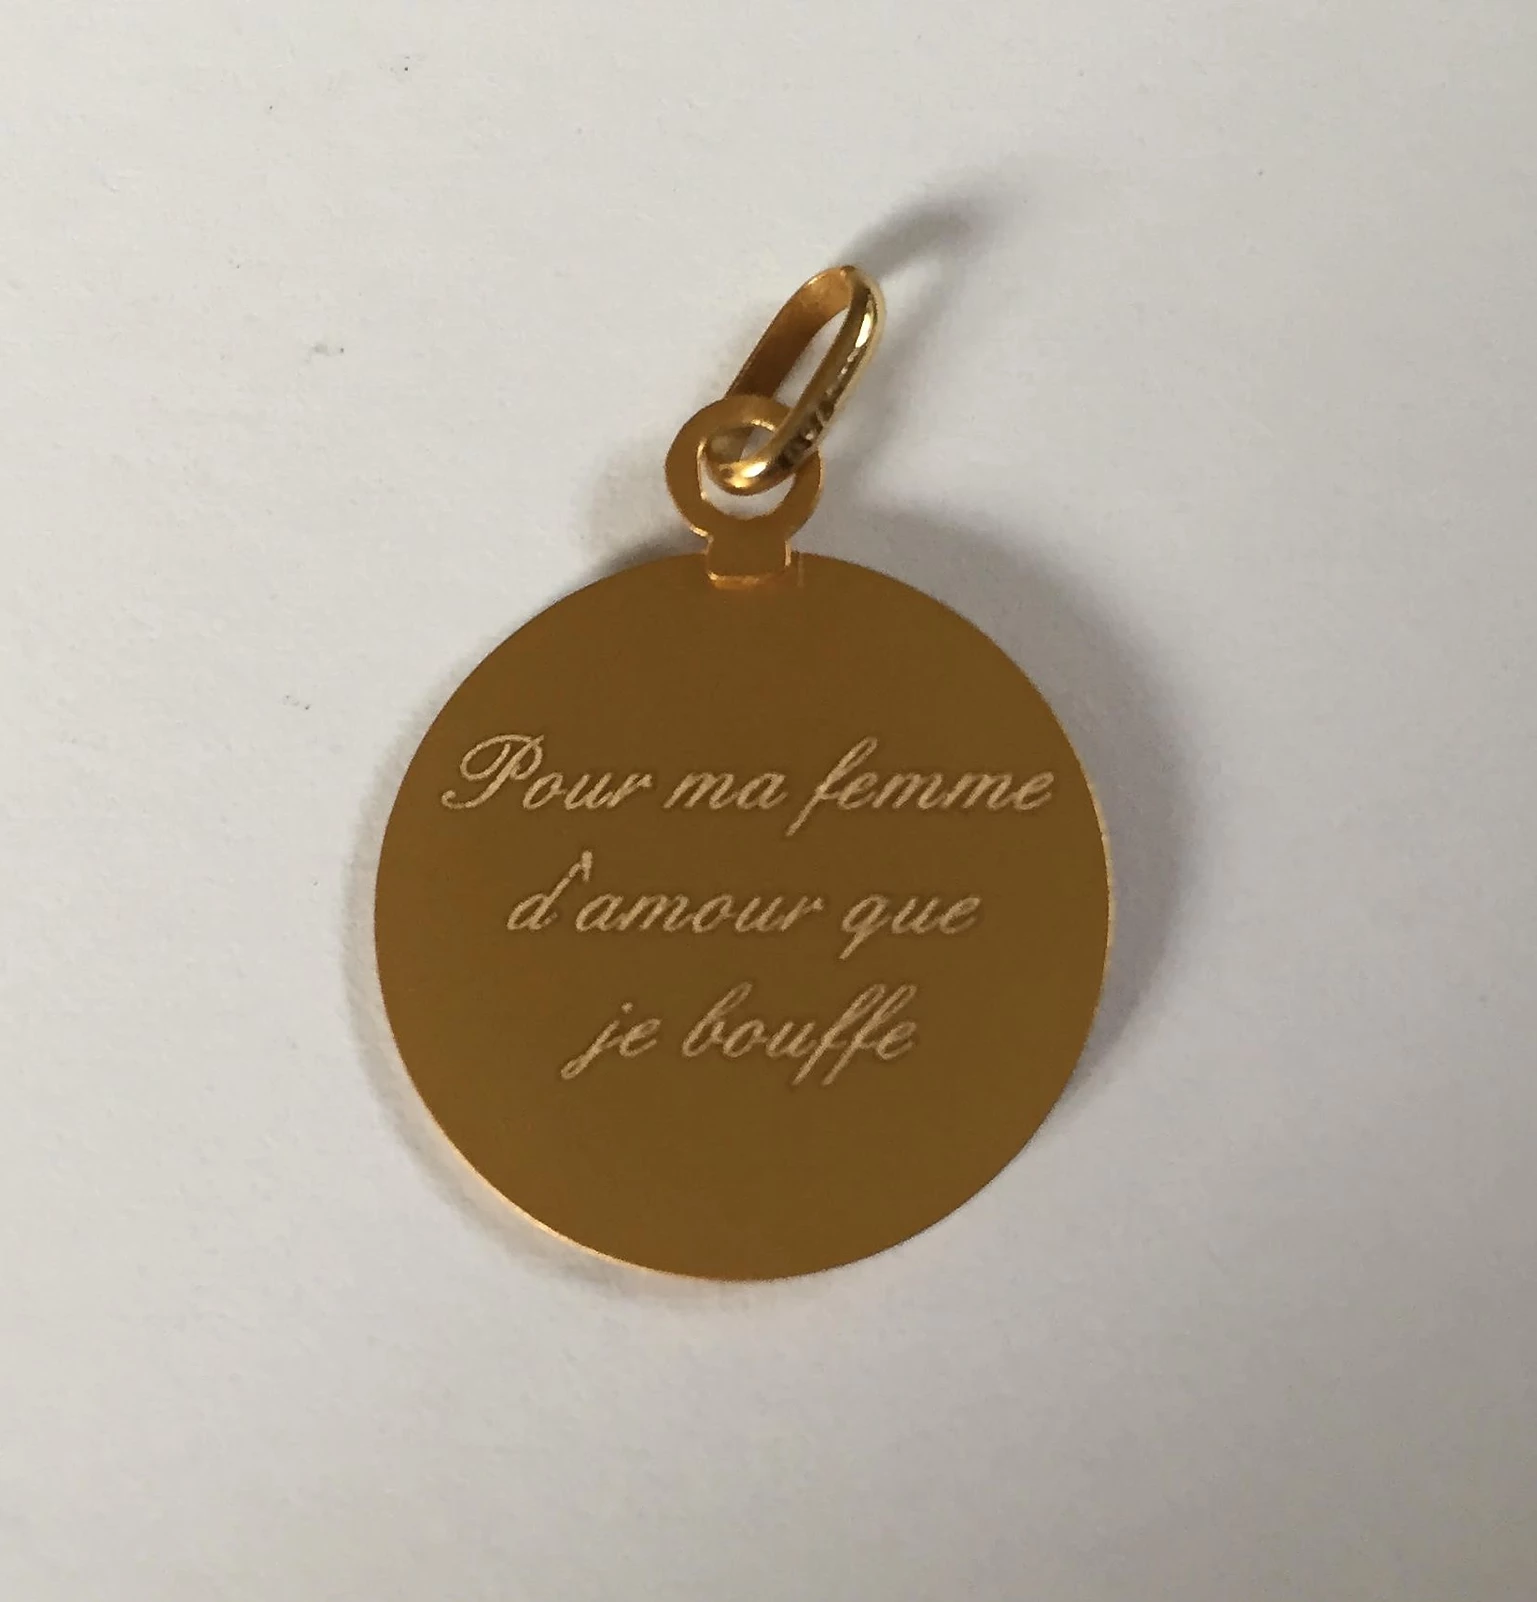 Pour ma femme
d'amour que
je bouffe